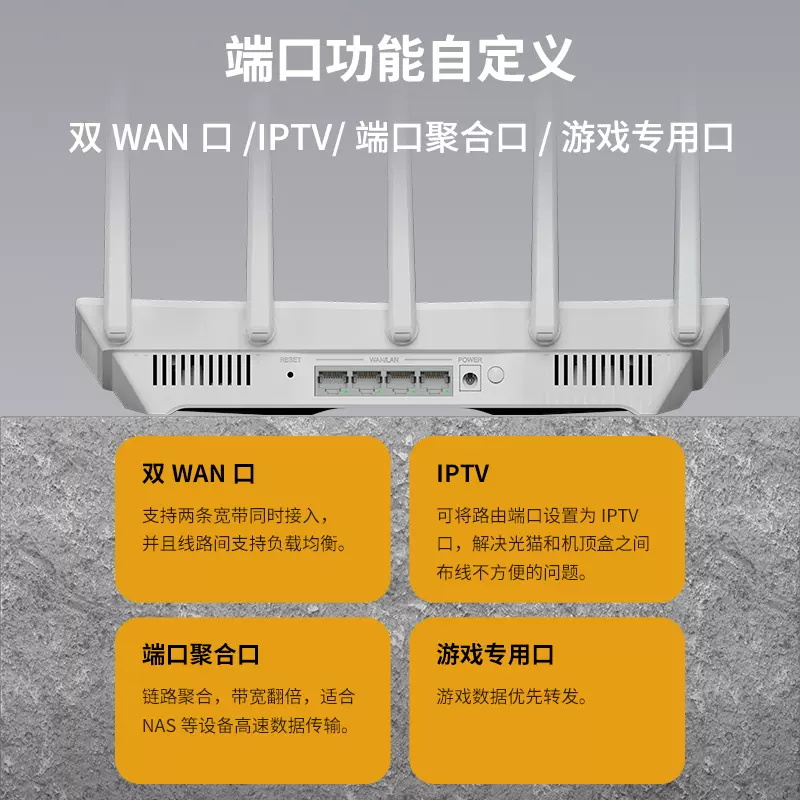 端口功能自定义
双 WAN 口 /IPTV/ 端口聚合口 / 游戏专用口
RESET
WAN/LAN
POWER
双 WAN 口
支持两条宽带同时接入，
并且线路间支持负载均衡。
IPTV
可将路由端口设置为 IPTV
口，解决光猫和机顶盒之间
布线不方便的问题。
端口聚合口
链路聚合，带宽翻倍，适合
NAS 等设备高速数据传输。
游戏专用口
游戏数据优先转发。